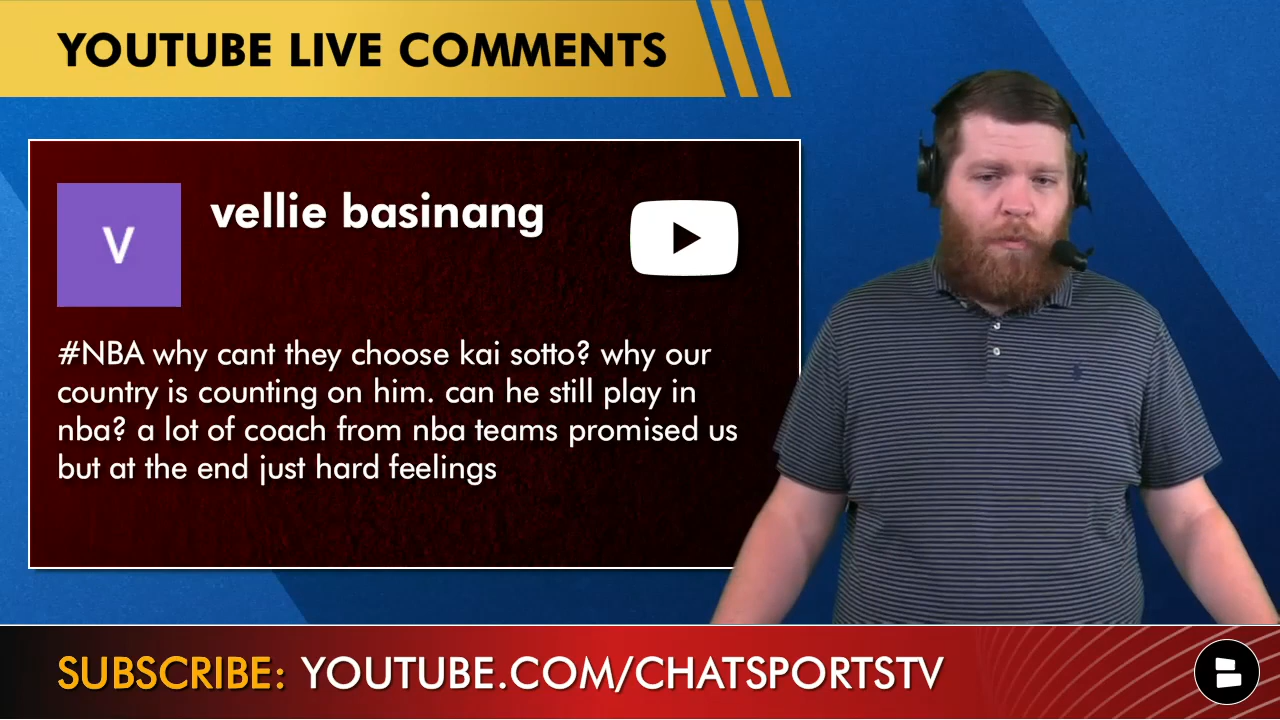 YOUTUBE LIVE COMMENTS
V
vellie basinang
#NBA why cant they choose kai sotto? why our
country is counting on him. can he still play in
nba? a lot of coach from nba teams promised us
but at the end just hard feelings
SUBSCRIBE: YOUTUBE.COM/CHATSPORTSTV